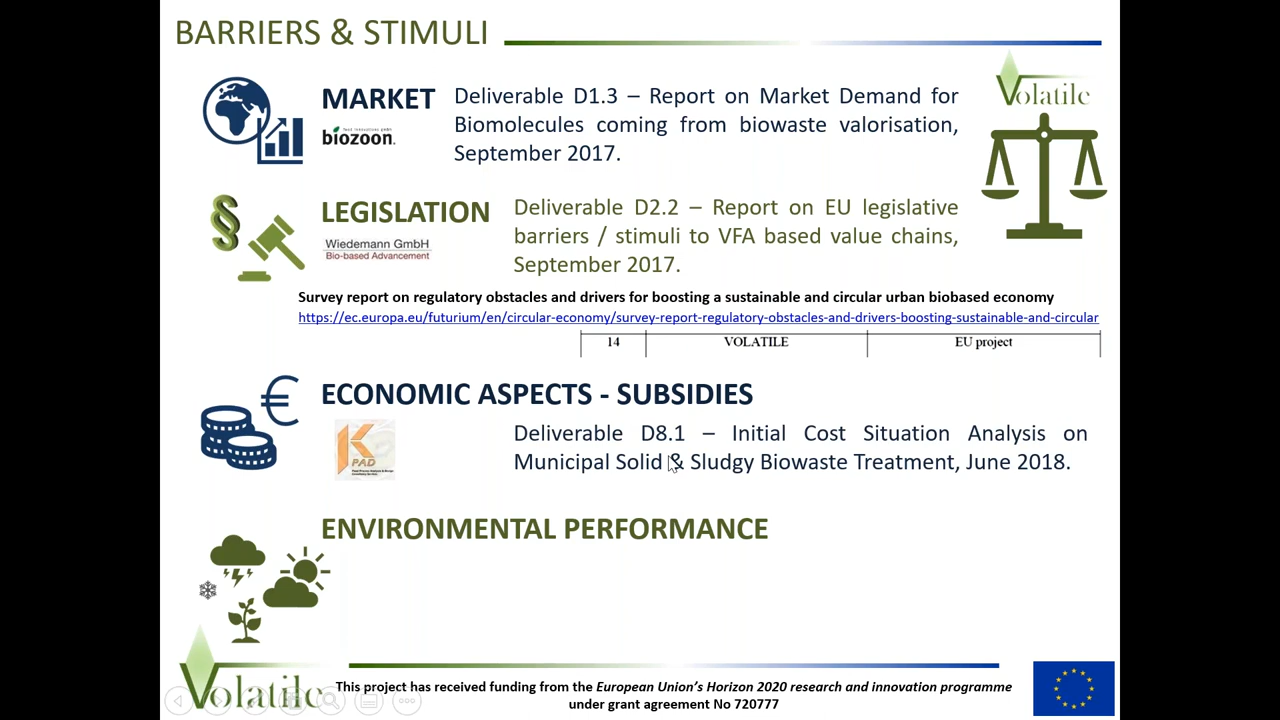 BARRIERS & STIMULI
Volatile
MARKET
food innovations gmbh
biozoon.
Deliverable D1.3 – Report on Market Demand for
Biomolecules coming from biowaste valorisation,
September 2017.
§
LEGISLATION
Wiedemann GmbH
Bio-based Advancement
Deliverable D2.2 – Report on EU legislative
barriers / stimuli to VFA based value chains,
September 2017.
Survey report on regulatory obstacles and drivers for boosting a sustainable and circular urban biobased economy
https://ec.europa.eu/futurium/en/circular-economy/survey-report-regulatory-obstacles-and-drivers-boosting-sustainable-and-circular
14 VOLATILE EU project
€
ECONOMIC ASPECTS - SUBSIDIES
K
PAD
Deliverable D8.1 – Initial Cost Situation Analysis on
Municipal Solid & Sludgy Biowaste Treatment, June 2018.
ENVIRONMENTAL PERFORMANCE
Volatile
This project has received funding from the European Union's Horizon 2020 research and innovation programme
under grant agreement No 720777